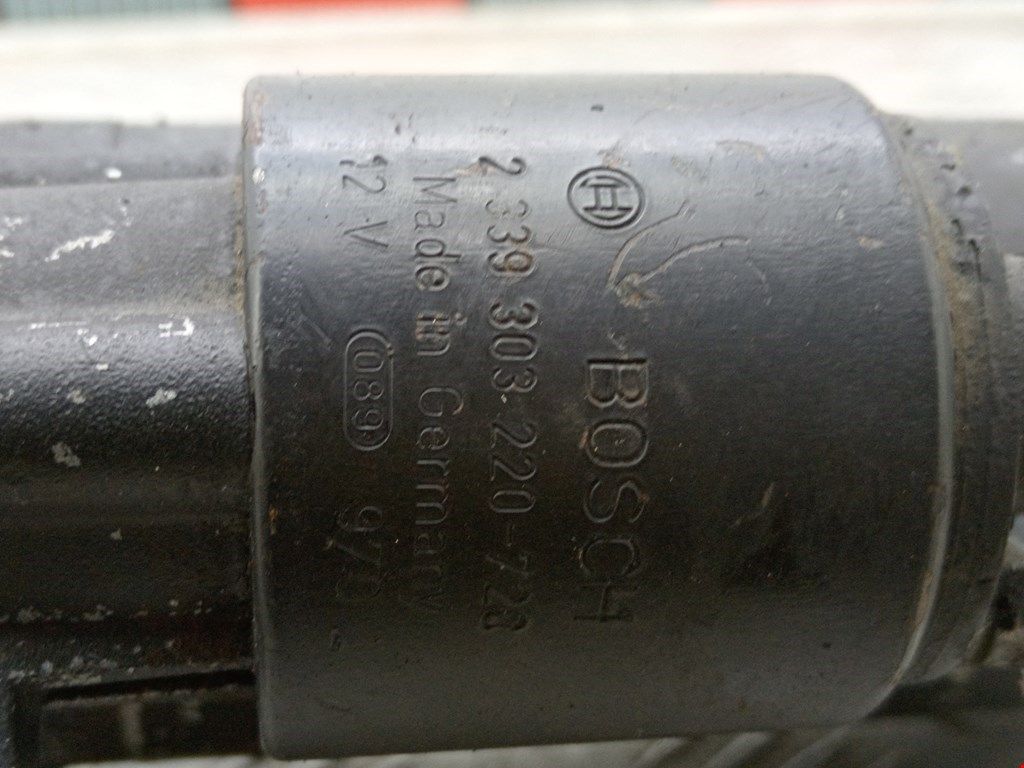 BOSCH
2 339 303 220-728
Made in Germany
12 V 089